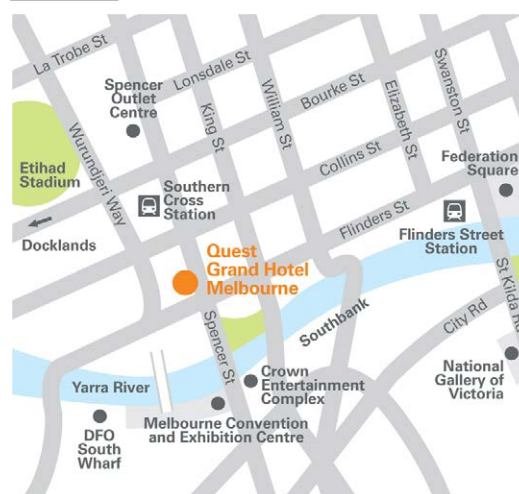 La Trobe St
Lonsdale St
Spencer
Outlet
Centre
Bourke St
Swanston St
Elizabeth St
William St
King St
Wurundjeri Way
Collins St
Federation
Square
Etihad
Stadium
Southern
Cross
Station
Flinders St
Docklands
Flinders Street
Station
Quest
Grand Hotel
Melbourne
St Kilda R
City Rd
Southbank
Spencer St
National
Gallery of
Victoria
Crown
Entertainment
Complex
Yarra River
Melbourne Convention
and Exhibition Centre
DFO
South
Wharf